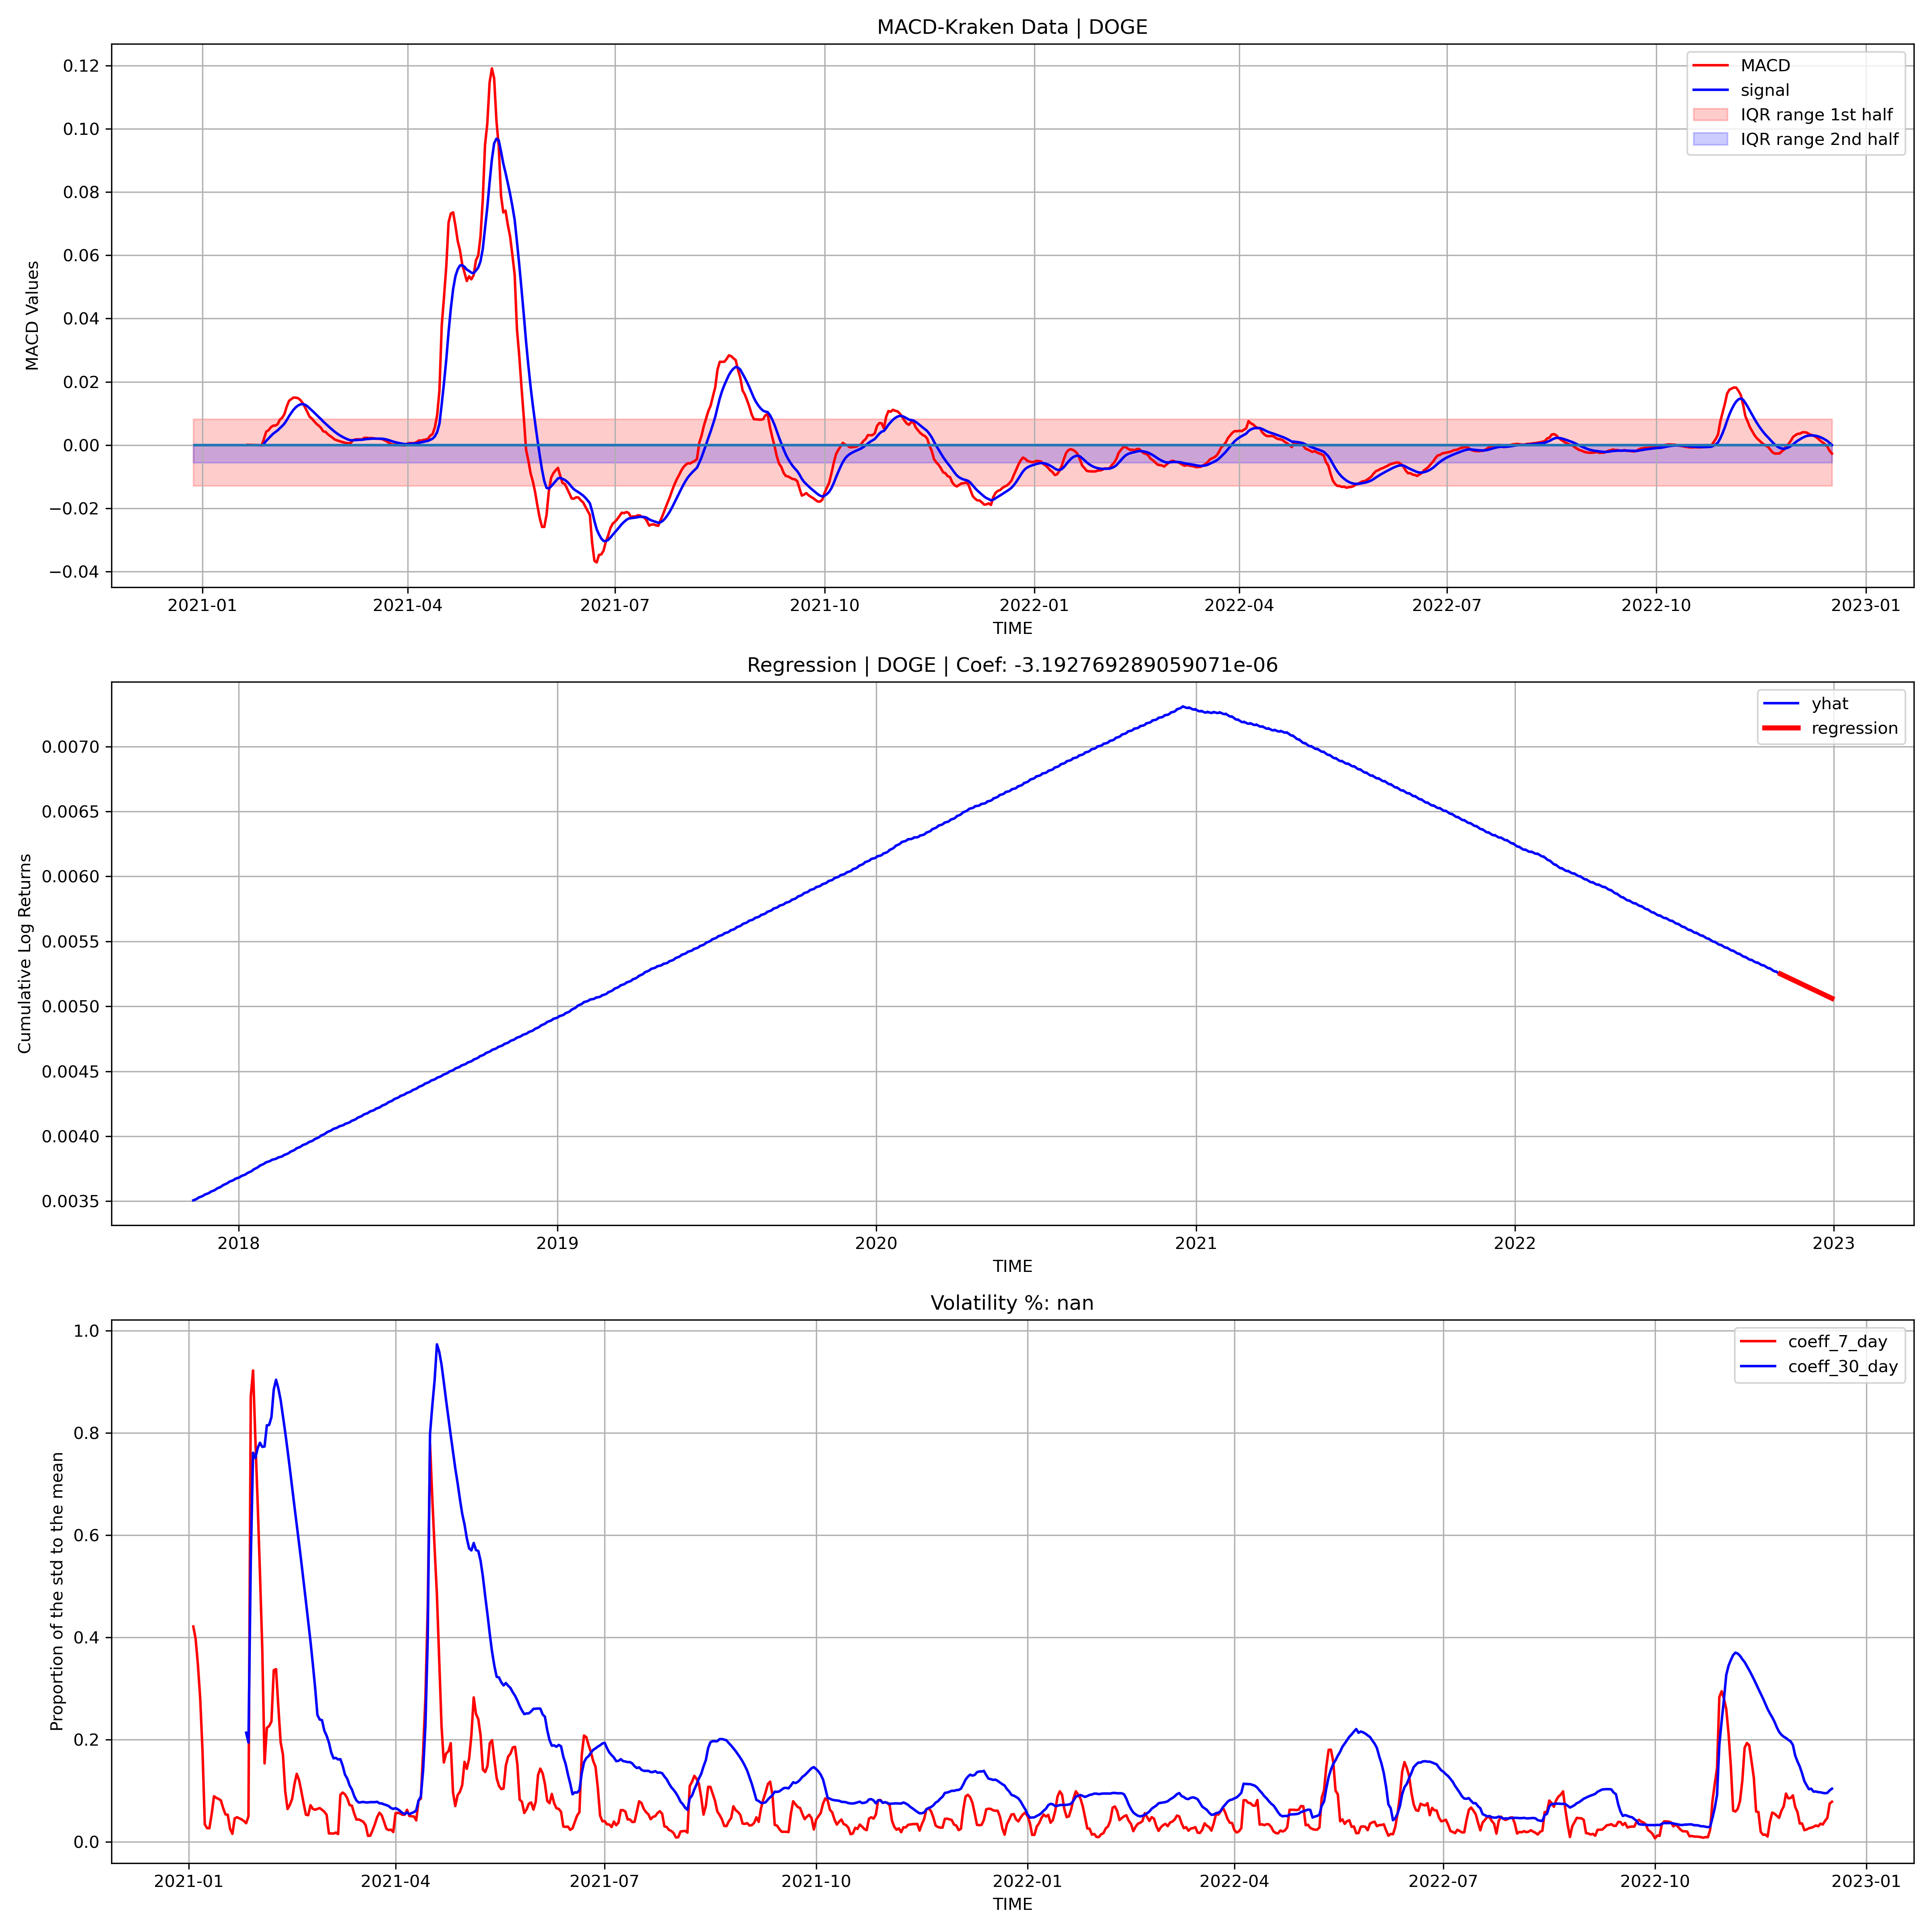 MACD-Kraken Data | DOGE
MACD Values
0.12
0.10
0.08
0.06
0.04
0.02
0.00
−0.02
−0.04
MACD
signal
IQR range 1st half
IQR range 2nd half
2021-01 2021-04 2021-07 2021-10 2022-01 2022-04 2022-07 2022-10 2023-01
TIME
Regression | DOGE | Coef: -3.192769289059071e-06
Cumulative Log Returns
0.0070
0.0065
0.0060
0.0055
0.0050
0.0045
0.0040
0.0035
yhat
regression
2018 2019 2020 2021 2022 2023
TIME
Volatility %: nan
Proportion of the std to the mean
1.0
0.8
0.6
0.4
0.2
0.0
coeff_7_day
coeff_30_day
2021-01 2021-04 2021-07 2021-10 2022-01 2022-04 2022-07 2022-10 2023-01
TIME